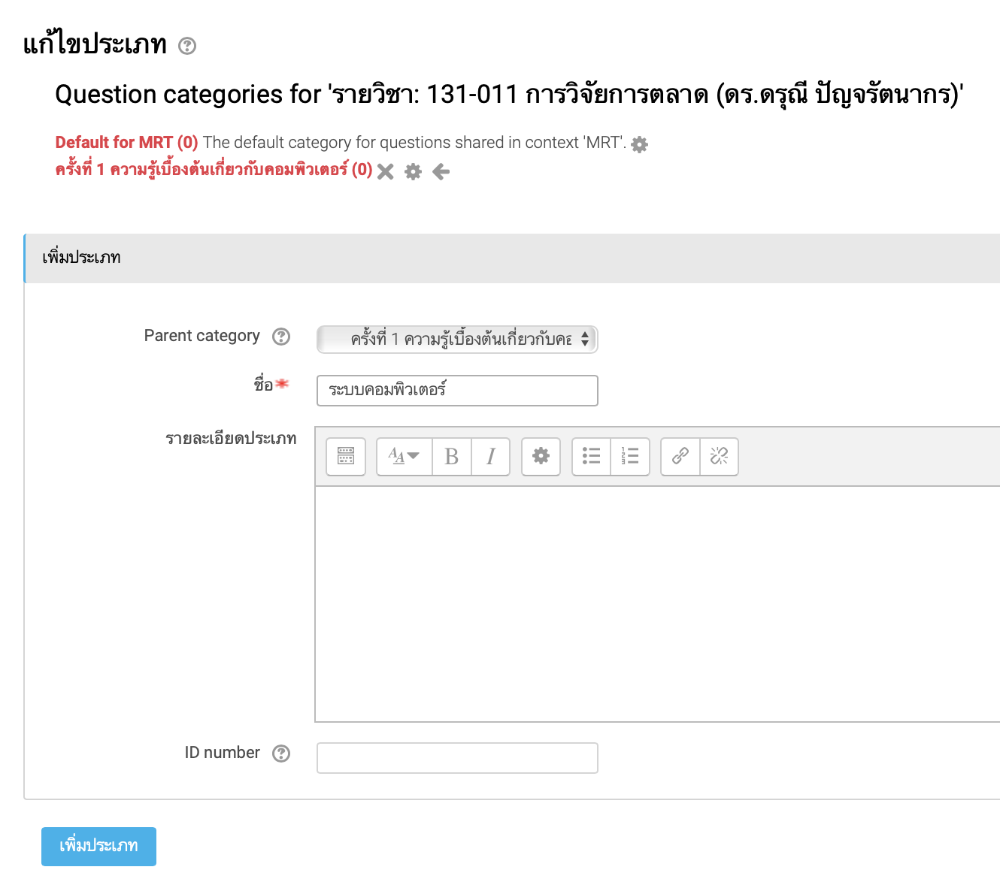 แก้ไขประเภท
Question categories for 'รายวิชา: 131-011 การวิจัยการตลาด (ดร.ดรุณี ปัญจรัตนากร)'
Default for MRT (0) The default category for questions shared in context 'MRT'.
ครั้งที่ 1 ความรู้เบื้องต้นเกี่ยวกับคอมพิวเตอร์ (0)
เพิ่มประเภท
Parent category ครั้งที่ 1 ความรู้เบื้องต้นเกี่ยวกับคอ
ชื่อ ระบบคอมพิวเตอร์
รายละเอียดประเภท
ID number
เพิ่มประเภท